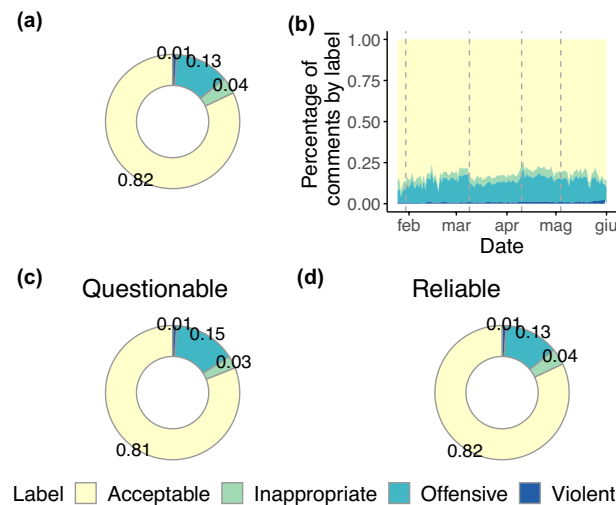 (a)
0.01
0.13
0.04
0.82
(b)
Percentage of
comments by label
1.00
0.75
0.50
0.25
0.00
feb mar apr mag giu
Date
(c) Questionable
0.01
0.15
0.03
0.81
(d) Reliable
0.01
0.13
0.04
0.82
Label Acceptable Inappropriate Offensive Violent